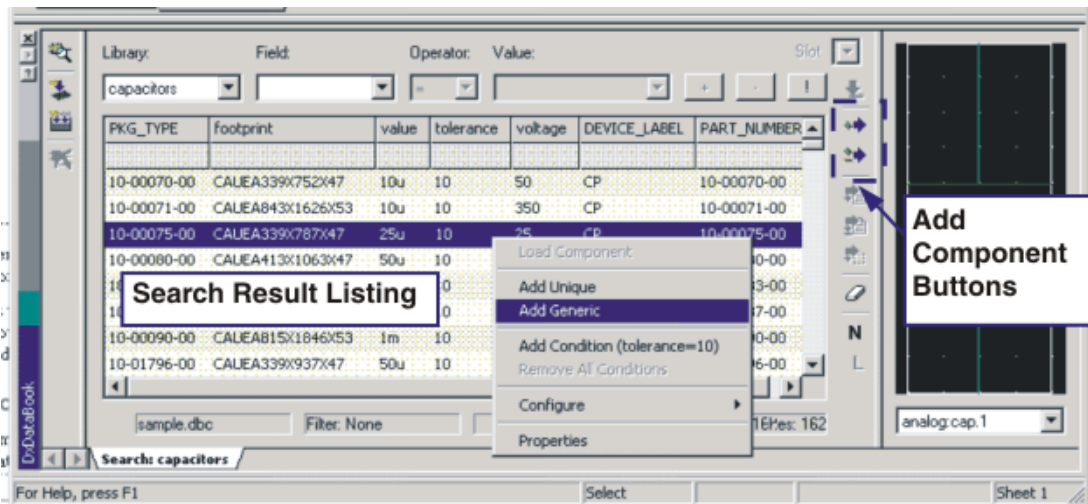 Library: Field: Operator: Value: Slot
capacitors = + - !
PKG_TYPE footprint value tolerance voltage DEVICE_LABEL PART_NUMBER
10-00070-00 CAUEA339X752X47 10u 10 50 CP 10-00070-00
10-00071-00 CAUEA843X1626X53 10u 10 350 CP 10-00071-00
10-00075-00 CAUEA339X787X47 25u 10 25 CP 10-00075-00
10-00080-00 CAUEA413X1063X47 50u 10
10-00090-00 CAUEA815X1846X53 1m 10
10-01796-00 CAUEA339X937X47 50u 10
Search Result Listing
Load Component
Add Unique
Add Generic
Add Condition (tolerance=10)
Remove All Conditions
Configure
Properties
Add
Component
Buttons
N
L
analog:cap.1
sample.dbc Filter: None 162
DxDataBook
Search: capacitors
For Help, press F1 Select Sheet 1